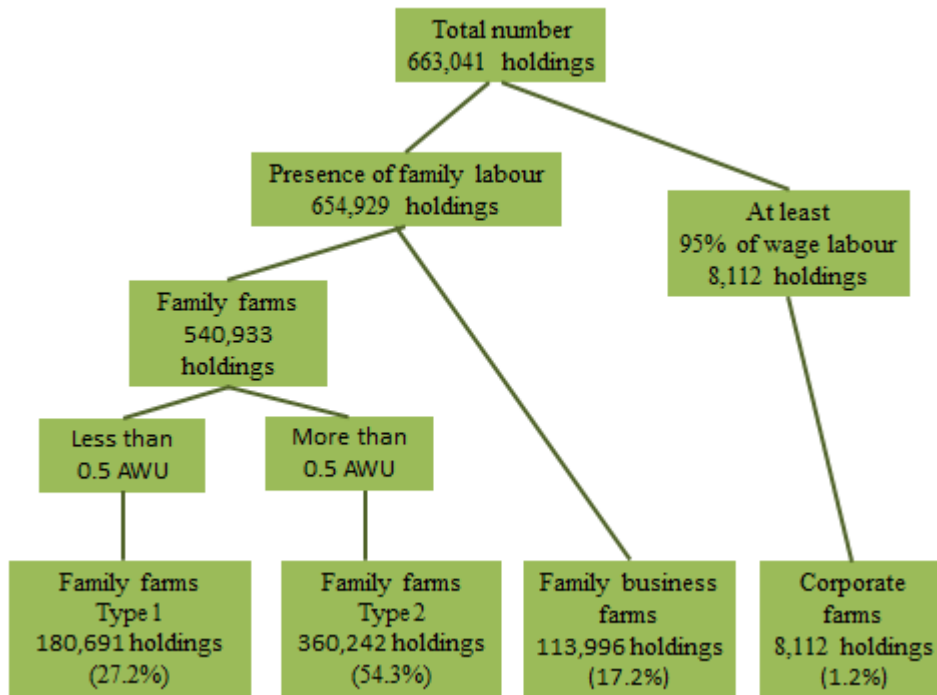 Total number
663,041 holdings
Presence of family labour
654,929 holdings
At least
95% of wage labour
8,112 holdings
Family farms
540,933
holdings
Less than
0.5 AWU
More than
0.5 AWU
Family farms
Type 1
180,691 holdings
(27.2%)
Family farms
Type 2
360,242 holdings
(54.3%)
Family business
farms
113,996 holdings
(17.2%)
Corporate
farms
8,112 holdings
(1.2%)